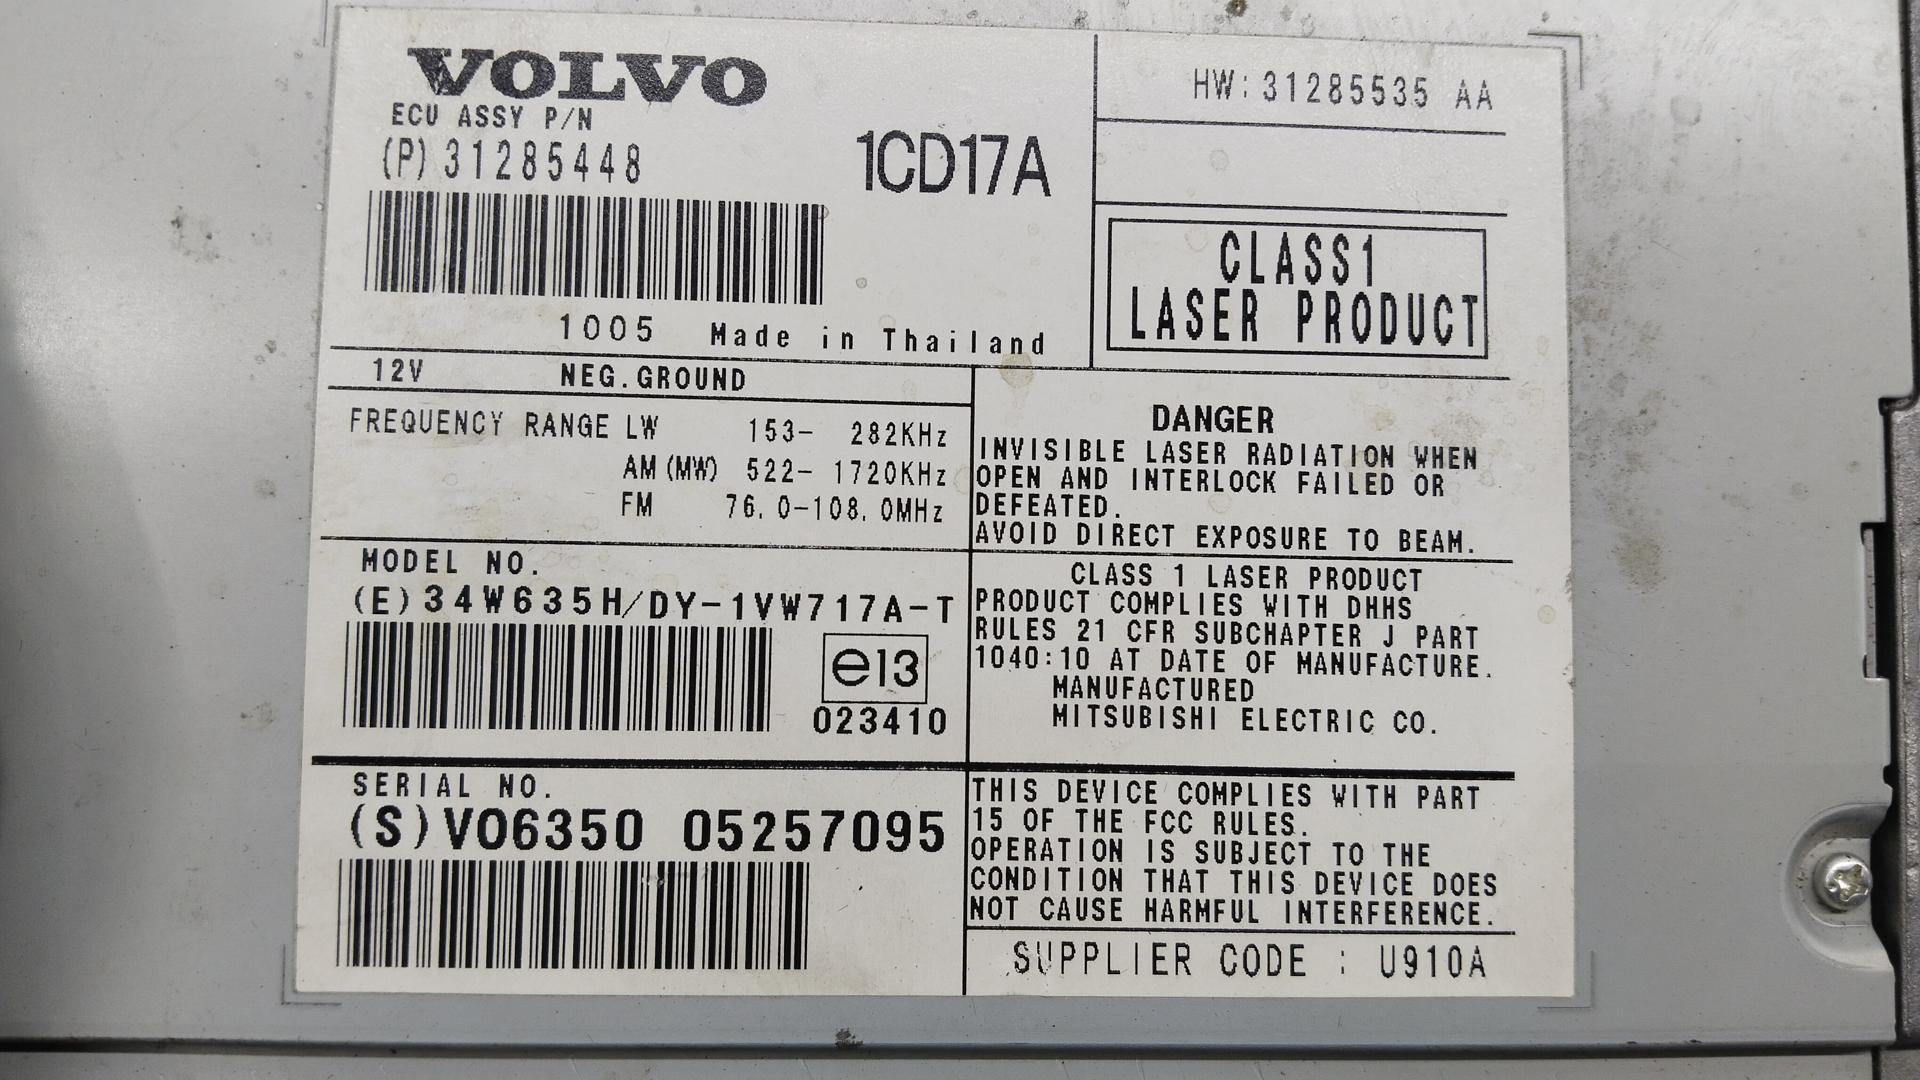 VOLVO
ECU ASSY P/N
(P) 31285448
1CD17A
1005 Made in Thailand
HW: 31285535 AA
CLASS1
LASER PRODUCT
12V NEG. GROUND
FREQUENCY RANGE LW 153- 282KHz
AM (MW) 522- 1720KHz
FM 76.0-108.0MHz
DANGER
INVISIBLE LASER RADIATION WHEN
OPEN AND INTERLOCK FAILED OR
DEFEATED.
AVOID DIRECT EXPOSURE TO BEAM.
MODEL NO.
(E) 34W635H/DY-1VW717A-T
e13
023410
CLASS 1 LASER PRODUCT
PRODUCT COMPLIES WITH DHHS
RULES 21 CFR SUBCHAPTER J PART
1040:10 AT DATE OF MANUFACTURE.
MANUFACTURED
MITSUBISHI ELECTRIC CO.
SERIAL NO.
(S) VO6350 05257095
THIS DEVICE COMPLIES WITH PART
15 OF THE FCC RULES.
OPERATION IS SUBJECT TO THE
CONDITION THAT THIS DEVICE DOES
NOT CAUSE HARMFUL INTERFERENCE.
SUPPLIER CODE : U910A